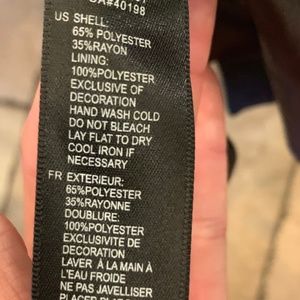 CA#40198
US SHELL:
65% POLYESTER
35%RAYON
LINING:
100%POLYESTER
EXCLUSIVE OF
DECORATION
HAND WASH COLD
DO NOT BLEACH
LAY FLAT TO DRY
COOL IRON IF
NECESSARY
FR EXTERIEUR:
65%POLYESTER
35%RAYONNE
DOUBLURE:
100%POLYESTER
EXCLUSIVITE DE
DECORATION
LAVER À LA MAIN À
L'EAU FROIDE
NE PAS JAVELLISER